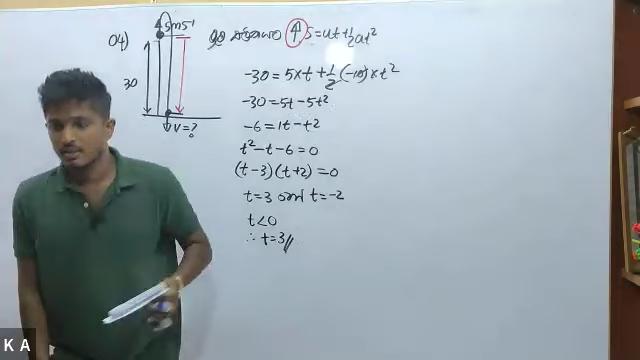 04)
5ms⁻¹
30
V=?
↑ S=ut+½at²
-30 = 5×t + ½(-10)×t²
-30 = 5t - 5t²
-6 = 1t - t²
t² - t - 6 = 0
(t-3)(t+2) = 0
t=3 හෝ t=-2
t<0
∴ t=3//
K A